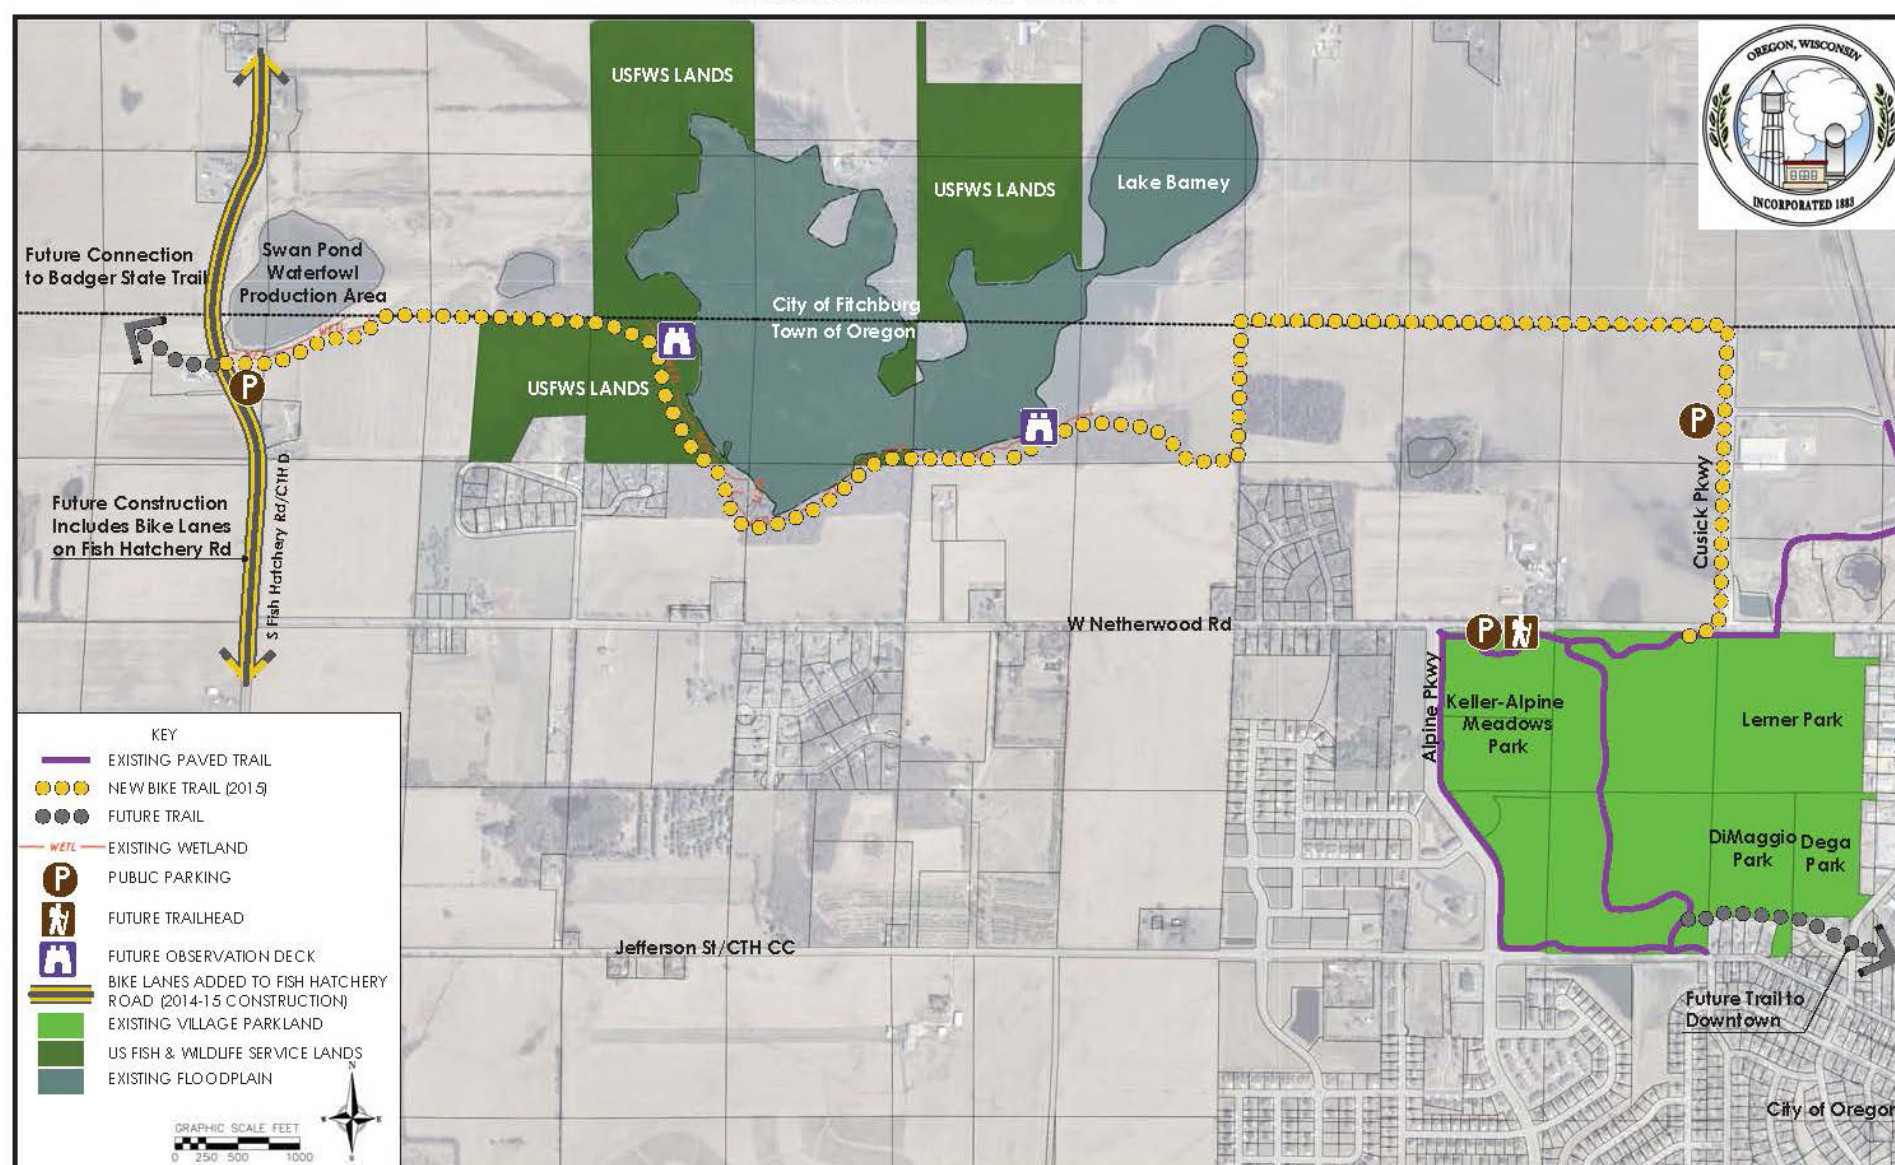 OREGON, WISCONSIN
INCORPORATED 1883
USFWS LANDS
USFWS LANDS
Lake Barney
Future Connection
to Badger State Trail
Swan Pond
Waterfowl
Production Area
City of Fitchburg
Town of Oregon
USFWS LANDS
P
P
Future Construction
Includes Bike Lanes
on Fish Hatchery Rd
S Fish Hatchery Rd/CTH D
Cusick Pkwy
W Netherwood Rd
P
Alpine Pkwy
Keller-Alpine
Meadows
Park
Lerner Park
DiMaggio
Park
Dega
Park
Jefferson St/CTH CC
Future Trail to
Downtown
City of Oregon
KEY
EXISTING PAVED TRAIL
NEW BIKE TRAIL (2015)
FUTURE TRAIL
WETL
EXISTING WETLAND
P
PUBLIC PARKING
FUTURE TRAILHEAD
FUTURE OBSERVATION DECK
BIKE LANES ADDED TO FISH HATCHERY
ROAD (2014-15 CONSTRUCTION)
EXISTING VILLAGE PARKLAND
US FISH & WILDLIFE SERVICE LANDS
EXISTING FLOODPLAIN
N
W E
S
GRAPHIC SCALE FEET
0 250 500 1000